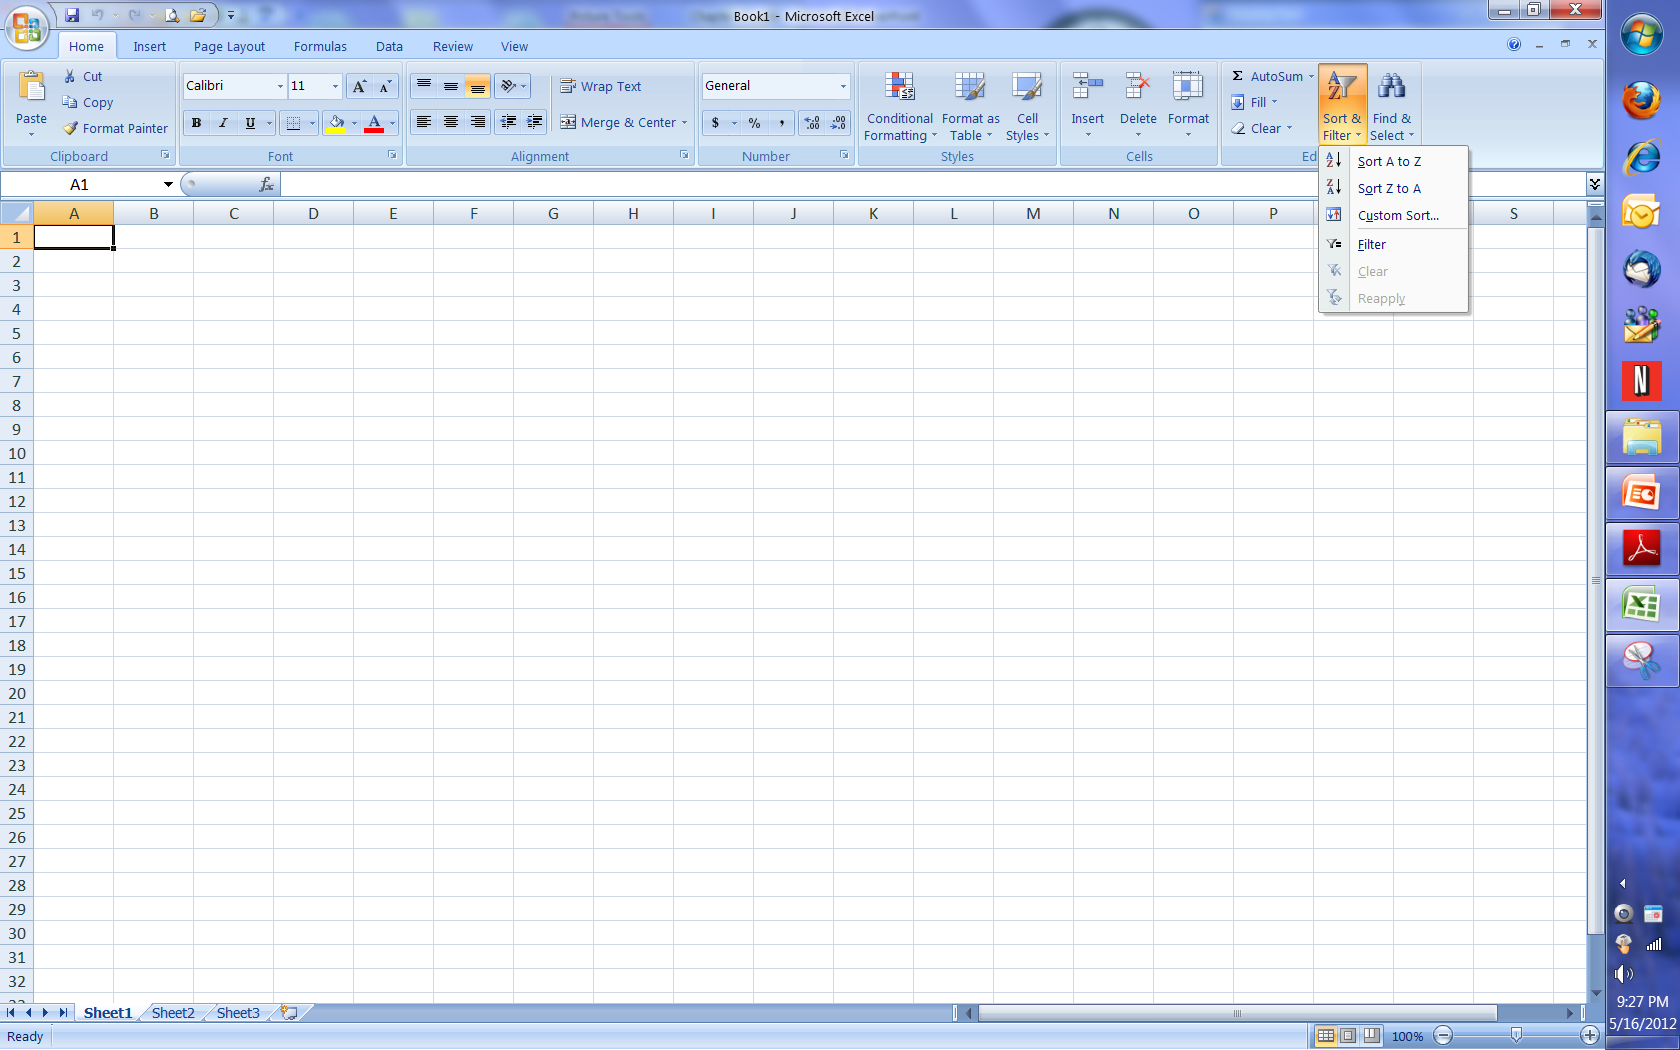 Book1 - Microsoft Excel
Home Insert Page Layout Formulas Data Review View
Paste
Cut
Copy
Format Painter
Clipboard
Calibri 11
B I U A
Font
Wrap Text
Merge & Center
Alignment
General
$ % ,
Number
Conditional Formatting
Format as Table
Cell Styles
Styles
Insert Delete Format
Cells
Σ AutoSum
Fill
Clear
Sort & Filter
Find & Select
Ed
Sort A to Z
Sort Z to A
Custom Sort...
Filter
Clear
Reapply
A1 fx
A B C D E F G H I J K L M N O P S
1
2
3
4
5
6
7
8
9
10
11
12
13
14
15
16
17
18
19
20
21
22
23
24
25
26
27
28
29
30
31
32
Sheet1 Sheet2 Sheet3
Ready
100%
9:27 PM
5/16/2012